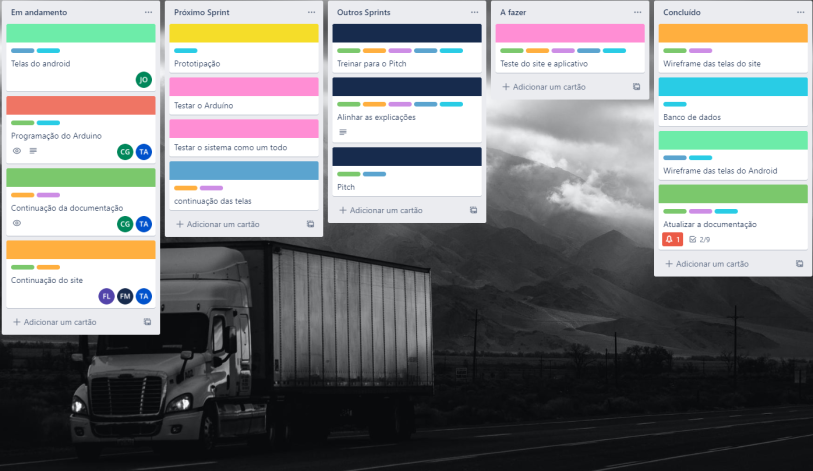 Em andamento
Telas do android
JO
Programação do Arduino
CG TA
Continuação da documentação
CG TA
Continuação do site
FL FM TA
+ Adicionar um cartão
Próximo Sprint
Prototipação
Testar o Arduíno
Testar o sistema como um todo
continuação das telas
+ Adicionar um cartão
Outros Sprints
Treinar para o Pitch
Alinhar as explicações
Pitch
+ Adicionar um cartão
A fazer
Teste do site e aplicativo
+ Adicionar um cartão
Concluído
Wireframe das telas do site
Banco de dados
Wireframe das telas do Android
Atualizar a documentação
1 2/9
+ Adicionar um cartão